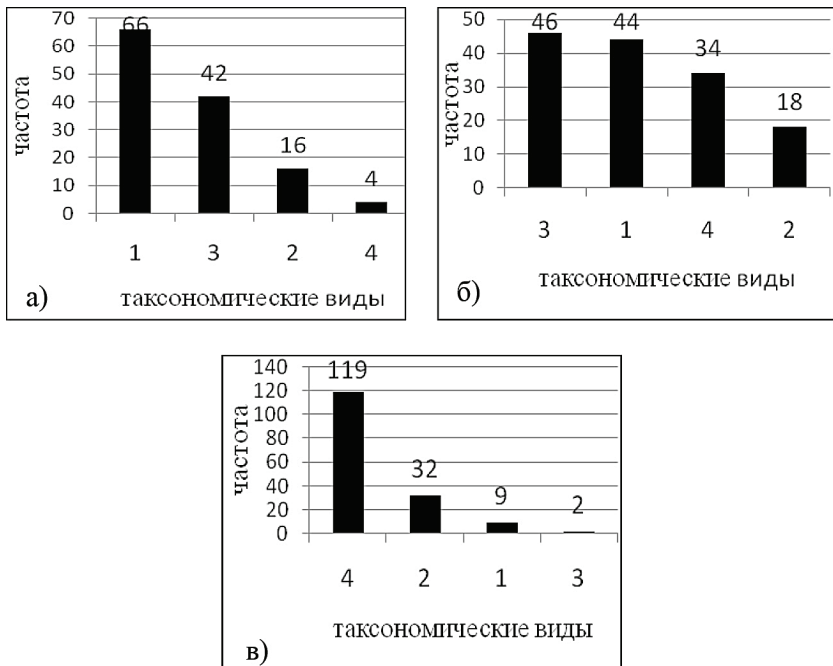 70
60
50
40
30
20
10
0
66
42
16
4
1 3 2 4
частота
таксономические виды
а)
50
40
30
20
10
0
46
44
34
18
3 1 4 2
частота
таксономические виды
б)
140
120
100
80
60
40
20
0
119
32
9
2
4 2 1 3
частота
таксономические виды
в)